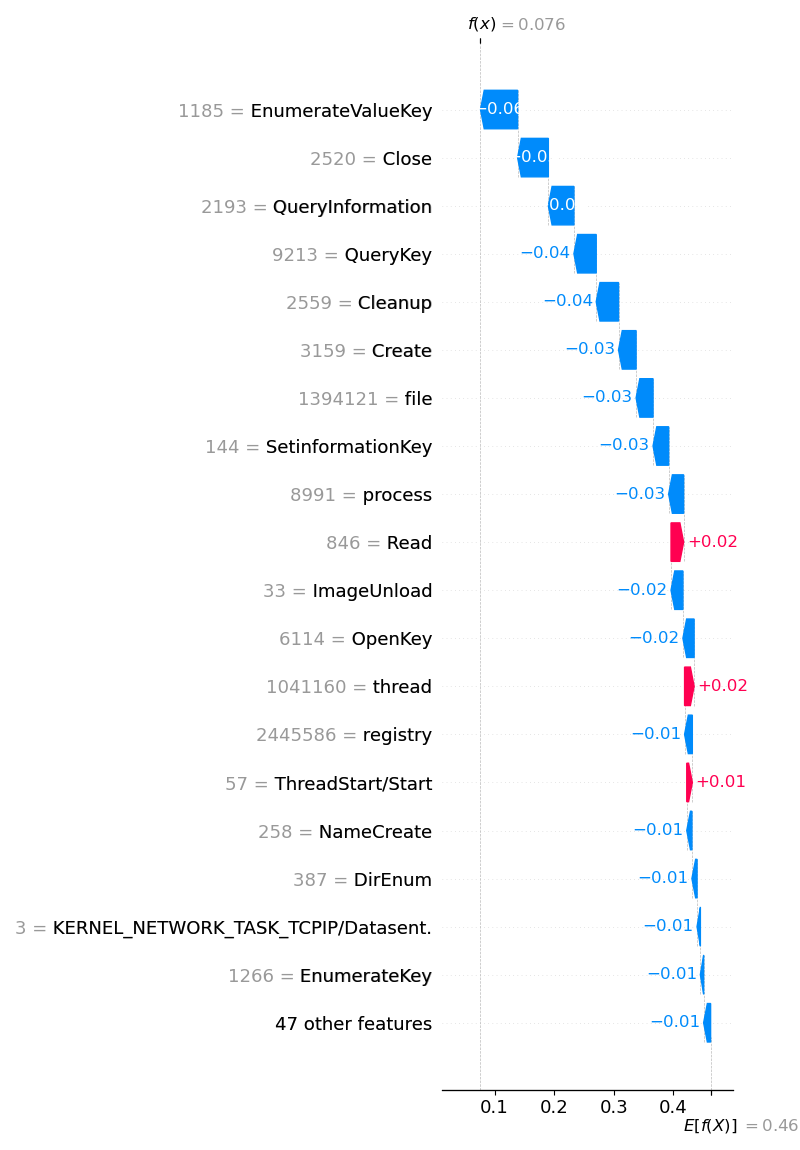 f(x) = 0.076
1185 = EnumerateValueKey −0.06
2520 = Close
2193 = QueryInformation
9213 = QueryKey −0.04
2559 = Cleanup −0.04
3159 = Create −0.03
1394121 = file −0.03
144 = SetinformationKey −0.03
8991 = process −0.03
846 = Read +0.02
33 = ImageUnload −0.02
6114 = OpenKey −0.02
1041160 = thread +0.02
2445586 = registry −0.01
57 = ThreadStart/Start +0.01
258 = NameCreate −0.01
387 = DirEnum −0.01
3 = KERNEL_NETWORK_TASK_TCPIP/Datasent. −0.01
1266 = EnumerateKey −0.01
47 other features −0.01
0.1 0.2 0.3 0.4
E[f(X)] = 0.46